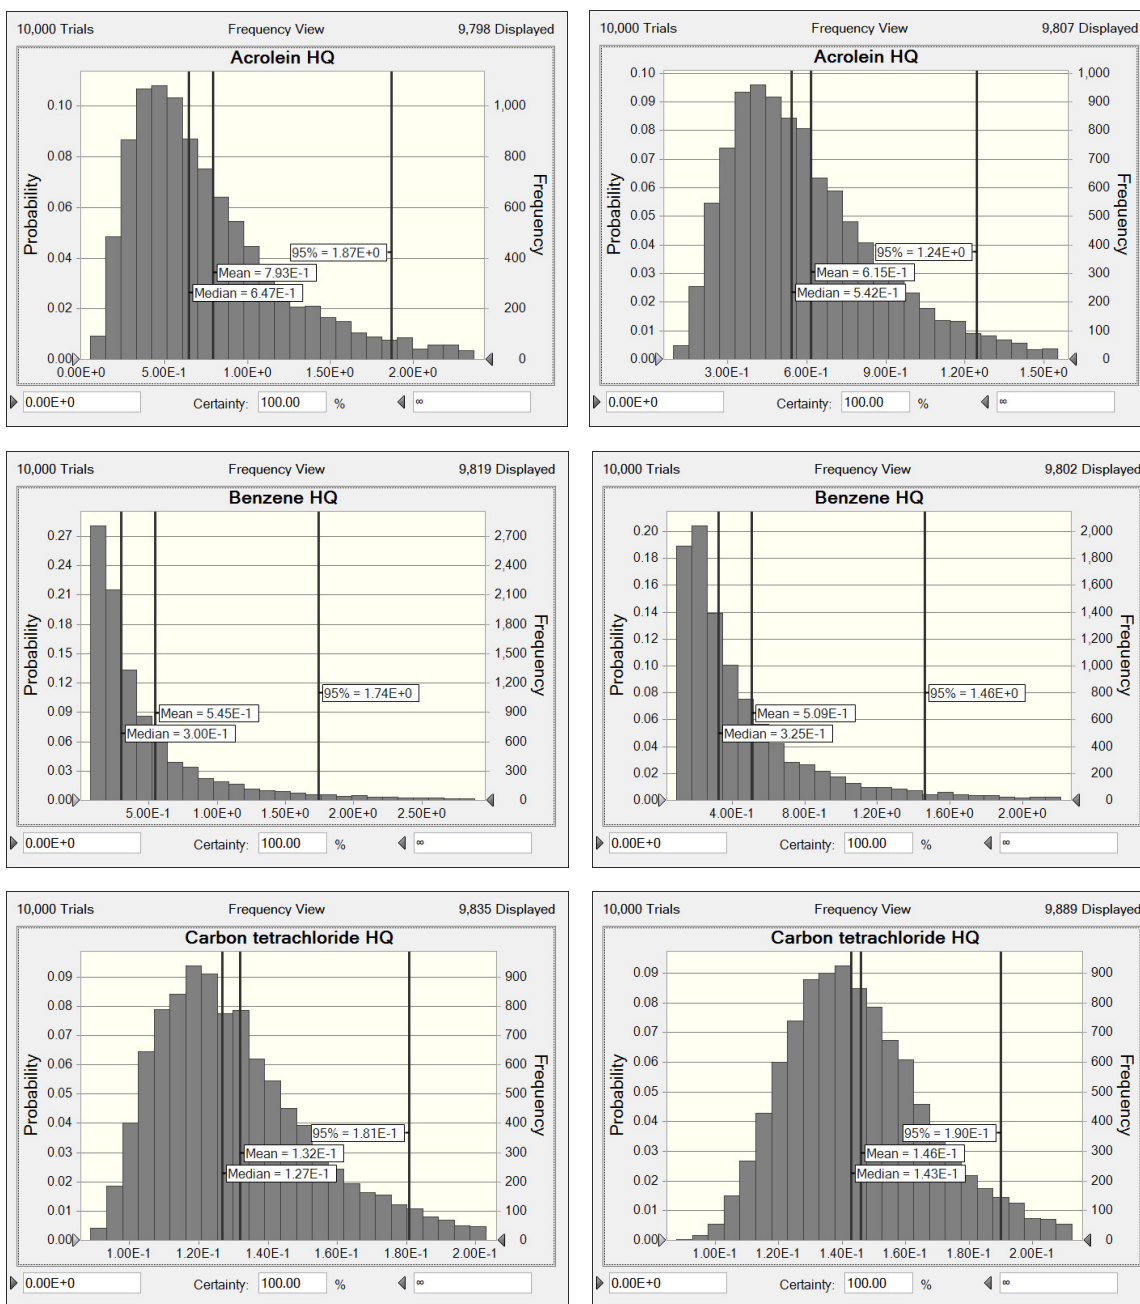 10,000 Trials Frequency View 9,798 Displayed
Acrolein HQ
Probability
Frequency
0.10
0.08
0.06
0.04
0.02
0.00
1,000
800
600
400
200
0
95% = 1.87E+0
Mean = 7.93E-1
Median = 6.47E-1
0.00E+0 5.00E-1 1.00E+0 1.50E+0 2.00E+0
0.00E+0 Certainty: 100.00 % ∞
10,000 Trials Frequency View 9,807 Displayed
Acrolein HQ
Probability
Frequency
0.10
0.09
0.08
0.07
0.06
0.05
0.04
0.03
0.02
0.01
0.00
1,000
900
800
700
600
500
400
300
200
100
0
95% = 1.24E+0
Mean = 6.15E-1
Median = 5.42E-1
3.00E-1 6.00E-1 9.00E-1 1.20E+0 1.50E+0
0.00E+0 Certainty: 100.00 % ∞
10,000 Trials Frequency View 9,819 Displayed
Benzene HQ
Probability
Frequency
0.27
0.24
0.21
0.18
0.15
0.12
0.09
0.06
0.03
0.00
2,700
2,400
2,100
1,800
1,500
1,200
900
600
300
0
95% = 1.74E+0
Mean = 5.45E-1
Median = 3.00E-1
5.00E-1 1.00E+0 1.50E+0 2.00E+0 2.50E+0
0.00E+0 Certainty: 100.00 % ∞
10,000 Trials Frequency View 9,802 Displayed
Benzene HQ
Probability
Frequency
0.20
0.18
0.16
0.14
0.12
0.10
0.08
0.06
0.04
0.02
0.00
2,000
1,800
1,600
1,400
1,200
1,000
800
600
400
200
0
95% = 1.46E+0
Mean = 5.09E-1
Median = 3.25E-1
4.00E-1 8.00E-1 1.20E+0 1.60E+0 2.00E+0
0.00E+0 Certainty: 100.00 % ∞
10,000 Trials Frequency View 9,835 Displayed
Carbon tetrachloride HQ
Probability
Frequency
0.09
0.08
0.07
0.06
0.05
0.04
0.03
0.02
0.01
0.00
900
800
700
600
500
400
300
200
100
0
95% = 1.81E-1
Mean = 1.32E-1
Median = 1.27E-1
1.00E-1 1.20E-1 1.40E-1 1.60E-1 1.80E-1 2.00E-1
0.00E+0 Certainty: 100.00 % ∞
10,000 Trials Frequency View 9,889 Displayed
Carbon tetrachloride HQ
Probability
Frequency
0.09
0.08
0.07
0.06
0.05
0.04
0.03
0.02
0.01
0.00
900
800
700
600
500
400
300
200
100
0
95% = 1.90E-1
Mean = 1.46E-1
Median = 1.43E-1
1.00E-1 1.20E-1 1.40E-1 1.60E-1 1.80E-1 2.00E-1
0.00E+0 Certainty: 100.00 % ∞